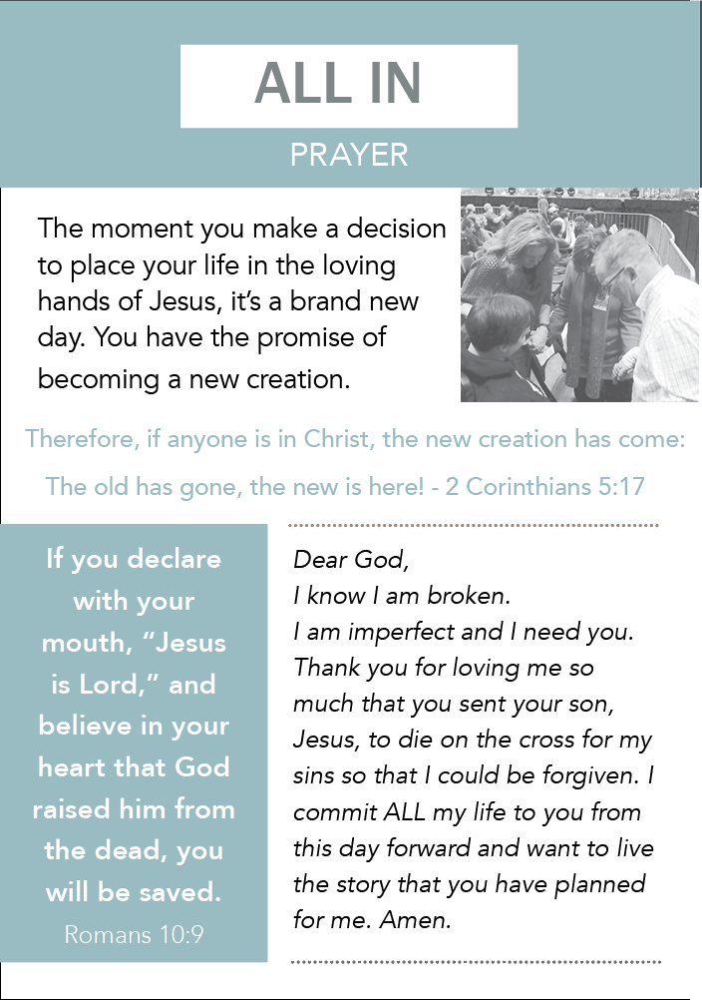 ALL IN
PRAYER
The moment you make a decision
to place your life in the loving
hands of Jesus, it’s a brand new
day. You have the promise of
becoming a new creation.
Therefore, if anyone is in Christ, the new creation has come:
The old has gone, the new is here! - 2 Corinthians 5:17
If you declare
with your
mouth, “Jesus
is Lord,” and
believe in your
heart that God
raised him from
the dead, you
will be saved.
Romans 10:9
Dear God,
I know I am broken.
I am imperfect and I need you.
Thank you for loving me so
much that you sent your son,
Jesus, to die on the cross for my
sins so that I could be forgiven. I
commit ALL my life to you from
this day forward and want to live
the story that you have planned
for me. Amen.